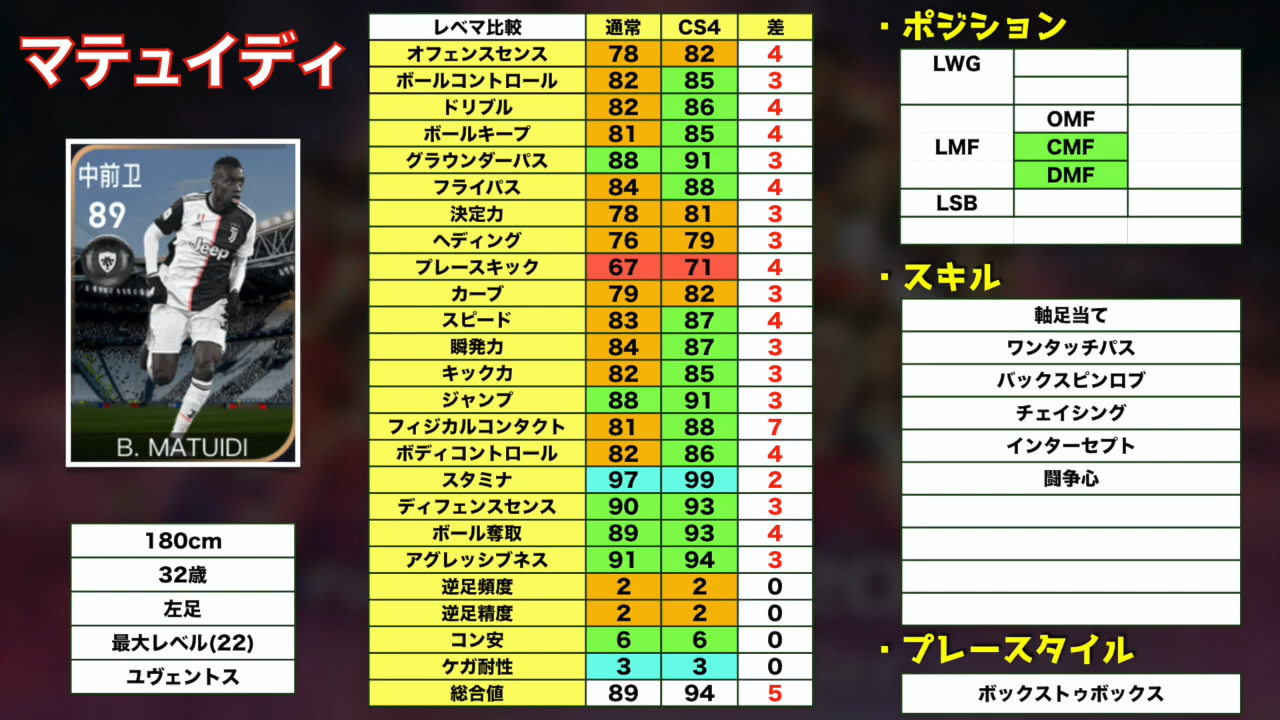 マテュイディ
中前卫
89
Jeep
B. MATUIDI
180cm
32歳
左足
最大レベル(22)
ユヴェントス
レベマ比較 通常 CS4 差
オフェンスセンス 78 82 4
ボールコントロール 82 85 3
ドリブル 82 86 4
ボールキープ 81 85 4
グラウンダーパス 88 91 3
フライパス 84 88 4
決定力 78 81 3
ヘディング 76 79 3
プレースキック 67 71 4
カーブ 79 82 3
スピード 83 87 4
瞬発力 84 87 3
キック力 82 85 3
ジャンプ 88 91 3
フィジカルコンタクト 81 88 7
ボディコントロール 82 86 4
スタミナ 97 99 2
ディフェンスセンス 90 93 3
ボール奪取 89 93 4
アグレッシブネス 91 94 3
逆足頻度 2 2 0
逆足精度 2 2 0
コン安 6 6 0
ケガ耐性 3 3 0
総合値 89 94 5
・ポジション
LWG
OMF
LMF CMF
DMF
LSB
・スキル
軸足当て
ワンタッチパス
バックスピンロブ
チェイシング
インターセプト
闘争心
・プレースタイル
ボックストゥボックス